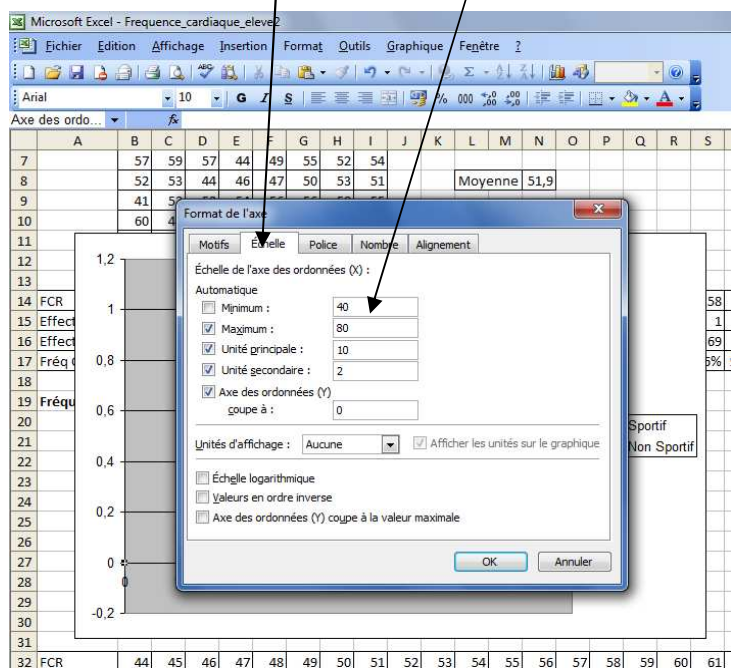 Microsoft Excel - Frequence_cardiaque_eleve2
Fichier Edition Affichage Insertion Format Outils Graphique Fenêtre ?
Arial 10 G I S % 000
Axe des ordo... fx
A B C D E F G H I J K L M N O P Q R S
7 57 59 57 44 49 55 52 54
8 52 53 44 46 47 50 53 51 Moyenne 51,9
9 41
10 60
Format de l'axe
Motifs Échelle Police Nombre Alignement
Échelle de l'axe des ordonnées (X) :
Automatique
Minimum : 40
Maximum : 80
Unité principale : 10
Unité secondaire : 2
Axe des ordonnées (Y)
coupe à : 0
Unités d'affichage : Aucune Afficher les unités sur le graphique
Échelle logarithmique
Valeurs en ordre inverse
Axe des ordonnées (Y) coupe à la valeur maximale
OK Annuler
11
12 1,2
13
14 FCR 1 58
15 Effect 1
16 Effect 69
17 Fréq 0,8 5%
18
19 Fréqu 0,6
20 Sportif
21 Non Sportif
22 0,4
23
24 0,2
25
26
27 0
28 0
29
30 -0,2
31
32 FCR 44 45 46 47 48 49 50 51 52 53 54 55 56 57 58 59 60 61